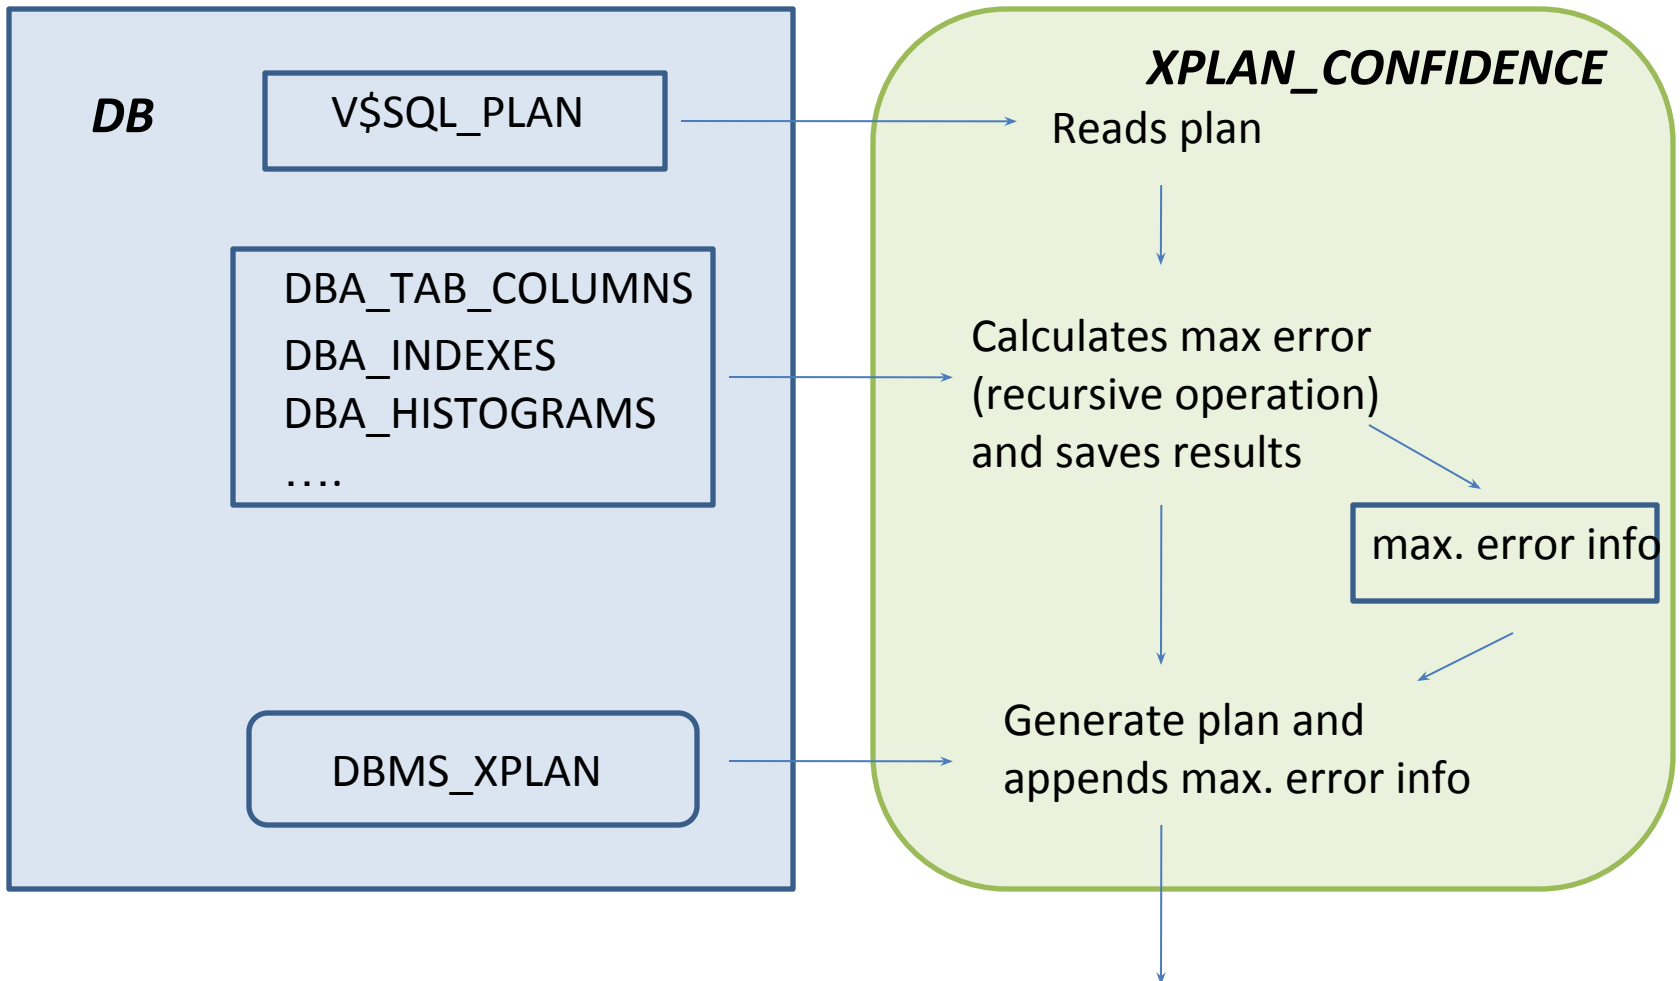 DB
V$SQL_PLAN
DBA_TAB_COLUMNS
DBA_INDEXES
DBA_HISTOGRAMS
....
DBMS_XPLAN
XPLAN_CONFIDENCE
Reads plan
Calculates max error
(recursive operation)
and saves results
max. error info
Generate plan and
appends max. error info